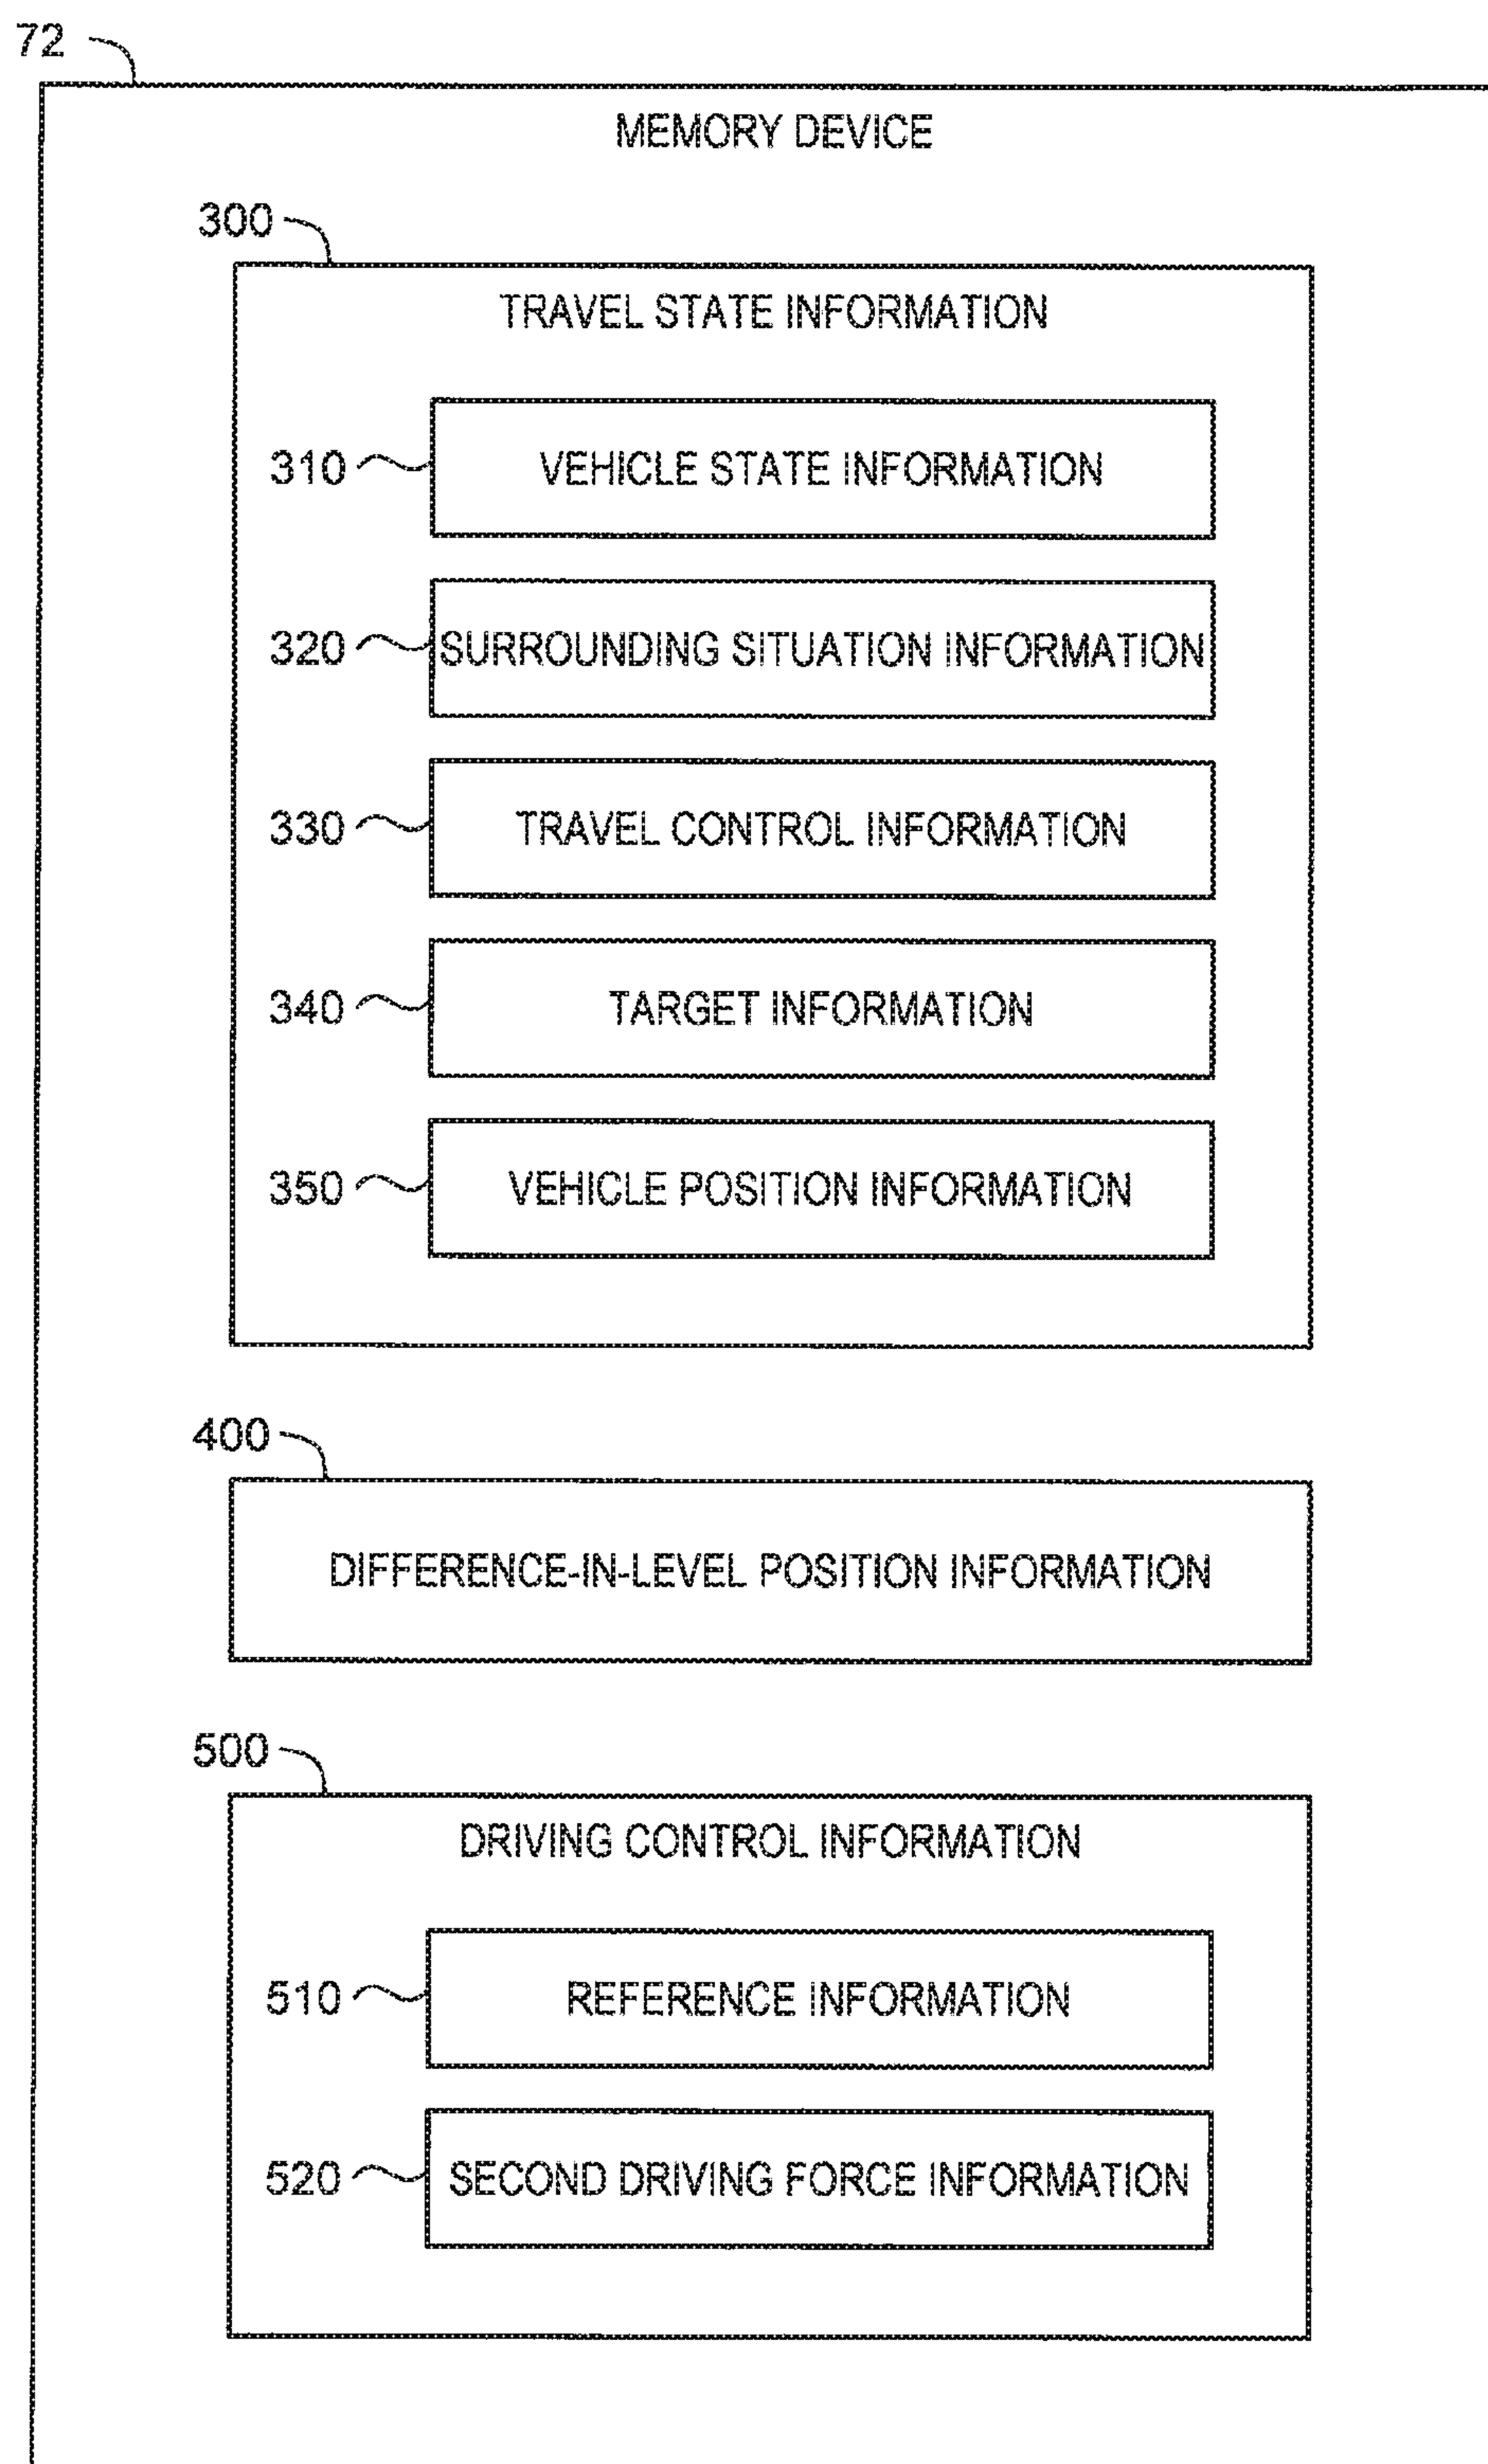 72
MEMORY DEVICE
300
TRAVEL STATE INFORMATION
310 VEHICLE STATE INFORMATION
320 SURROUNDING SITUATION INFORMATION
330 TRAVEL CONTROL INFORMATION
340 TARGET INFORMATION
350 VEHICLE POSITION INFORMATION
400
DIFFERENCE-IN-LEVEL POSITION INFORMATION
500
DRIVING CONTROL INFORMATION
510 REFERENCE INFORMATION
520 SECOND DRIVING FORCE INFORMATION